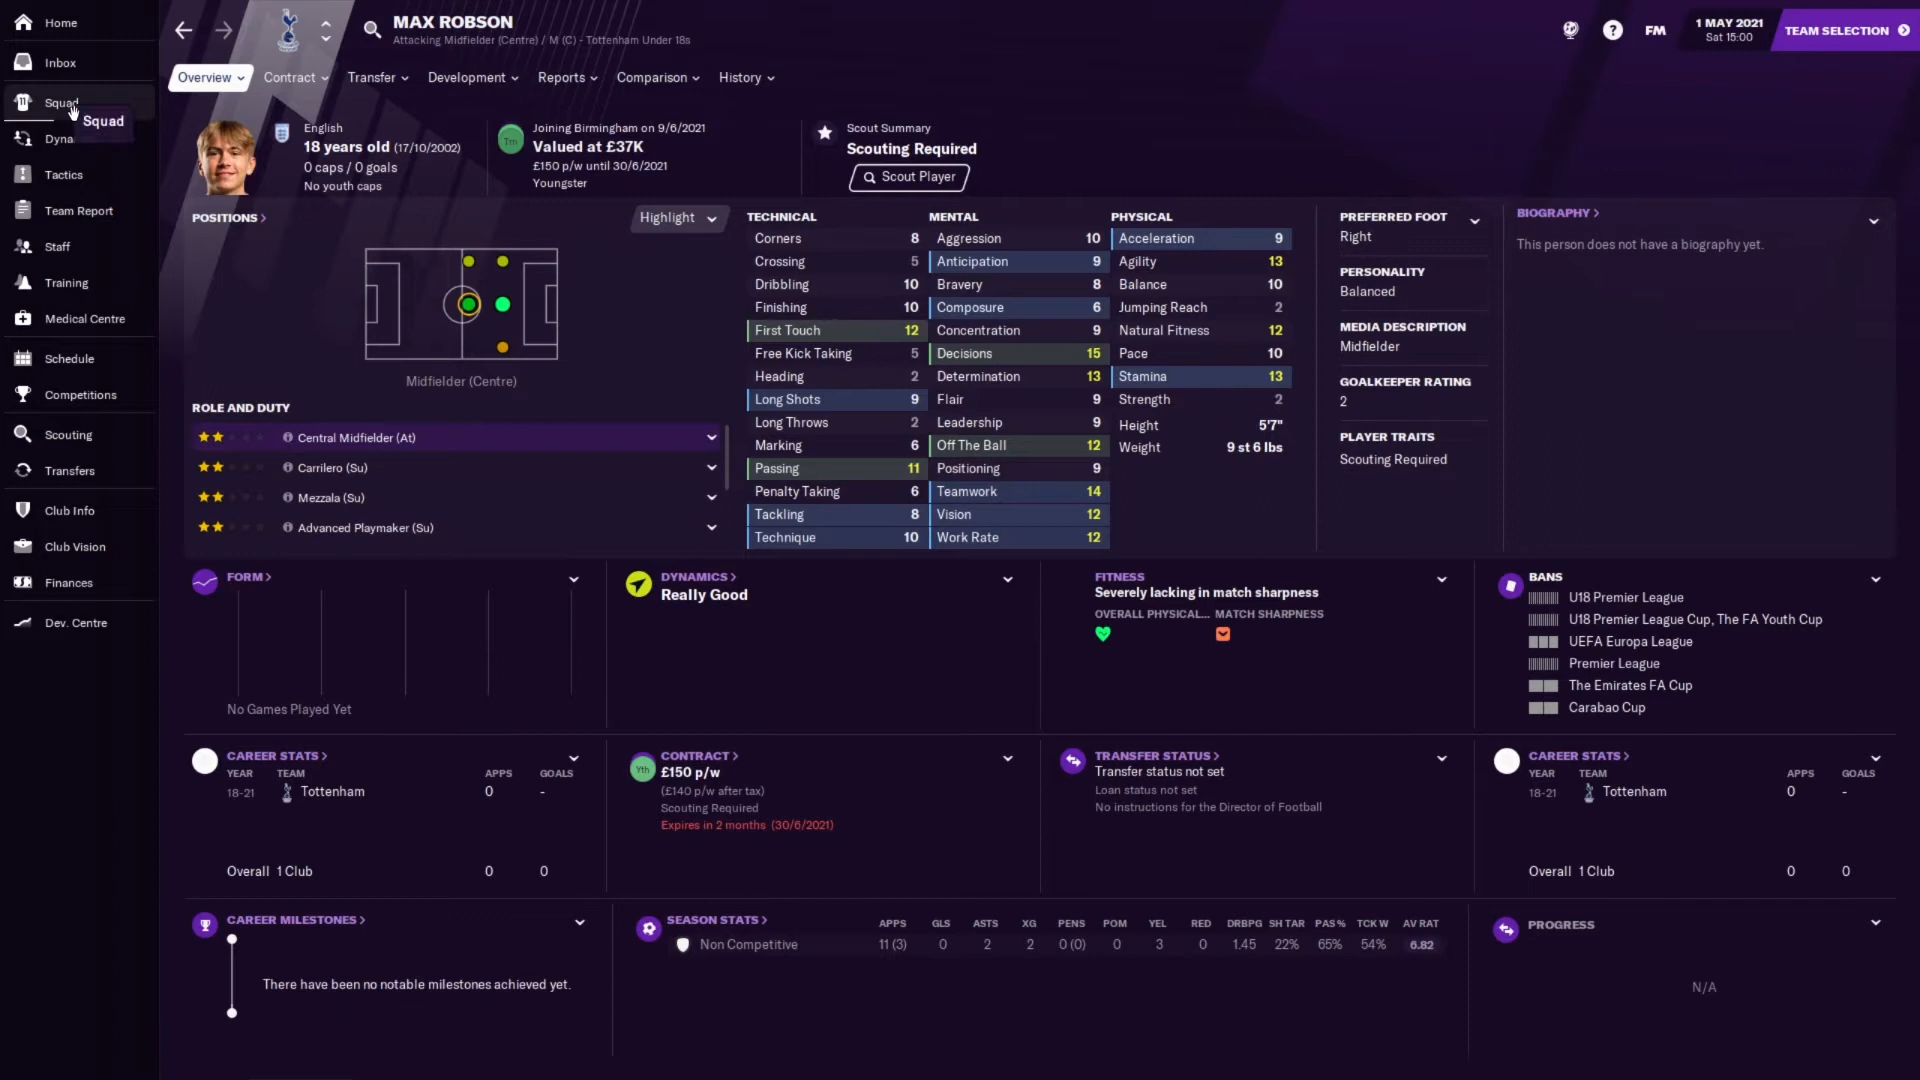 Home
Inbox
Squad
Squad
Dyna
Tactics
Team Report
Staff
Training
Medical Centre
Schedule
Competitions
Scouting
Transfers
Club Info
Club Vision
Finances
Dev. Centre
MAX ROBSON
Attacking Midfielder (Centre) / M (C) - Tottenham Under 18s
? FM
1 MAY 2021
Sat 15:00
TEAM SELECTION
Overview Contract Transfer Development Reports Comparison History
English
18 years old (17/10/2002)
0 caps / 0 goals
No youth caps
Trn
Joining Birmingham on 9/6/2021
Valued at £37K
£150 p/w until 30/6/2021
Youngster
Scout Summary
Scouting Required
Scout Player
POSITIONS >
Highlight
Midfielder (Centre)
ROLE AND DUTY
Central Midfielder (At)
Carrilero (Su)
Mezzala (Su)
Advanced Playmaker (Su)
TECHNICAL
Corners 8
Crossing 5
Dribbling 10
Finishing 10
First Touch 12
Free Kick Taking 5
Heading 2
Long Shots 9
Long Throws 2
Marking 6
Passing 11
Penalty Taking 6
Tackling 8
Technique 10
MENTAL
Aggression 10
Anticipation 9
Bravery 8
Composure 6
Concentration 9
Decisions 15
Determination 13
Flair 9
Leadership 9
Off The Ball 12
Positioning 9
Teamwork 14
Vision 12
Work Rate 12
PHYSICAL
Acceleration 9
Agility 13
Balance 10
Jumping Reach 2
Natural Fitness 12
Pace 10
Stamina 13
Strength 2
Height 5'7"
Weight 9 st 6 lbs
PREFERRED FOOT
Right
PERSONALITY
Balanced
MEDIA DESCRIPTION
Midfielder
GOALKEEPER RATING
2
PLAYER TRAITS
Scouting Required
BIOGRAPHY >
This person does not have a biography yet.
FORM >
No Games Played Yet
DYNAMICS >
Really Good
FITNESS
Severely lacking in match sharpness
OVERALL PHYSICAL... MATCH SHARPNESS
BANS
U18 Premier League
U18 Premier League Cup, The FA Youth Cup
UEFA Europa League
Premier League
The Emirates FA Cup
Carabao Cup
CAREER STATS >
YEAR TEAM APPS GOALS
18-21 Tottenham 0 -
Overall 1 Club 0 0
Yth
CONTRACT >
£150 p/w
(£140 p/w after tax)
Scouting Required
Expires in 2 months (30/6/2021)
TRANSFER STATUS >
Transfer status not set
Loan status not set
No instructions for the Director of Football
CAREER STATS >
YEAR TEAM APPS GOALS
18-21 Tottenham 0 -
Overall 1 Club 0 0
CAREER MILESTONES >
There have been no notable milestones achieved yet.
SEASON STATS > APPS GLS ASTS XG PENS POM YEL RED DRBPG SH TAR PAS % TCK W AV RAT
Non Competitive 11 (3) 0 2 2 0 (0) 0 3 0 1.45 22% 65% 54% 6.82
PROGRESS
N/A